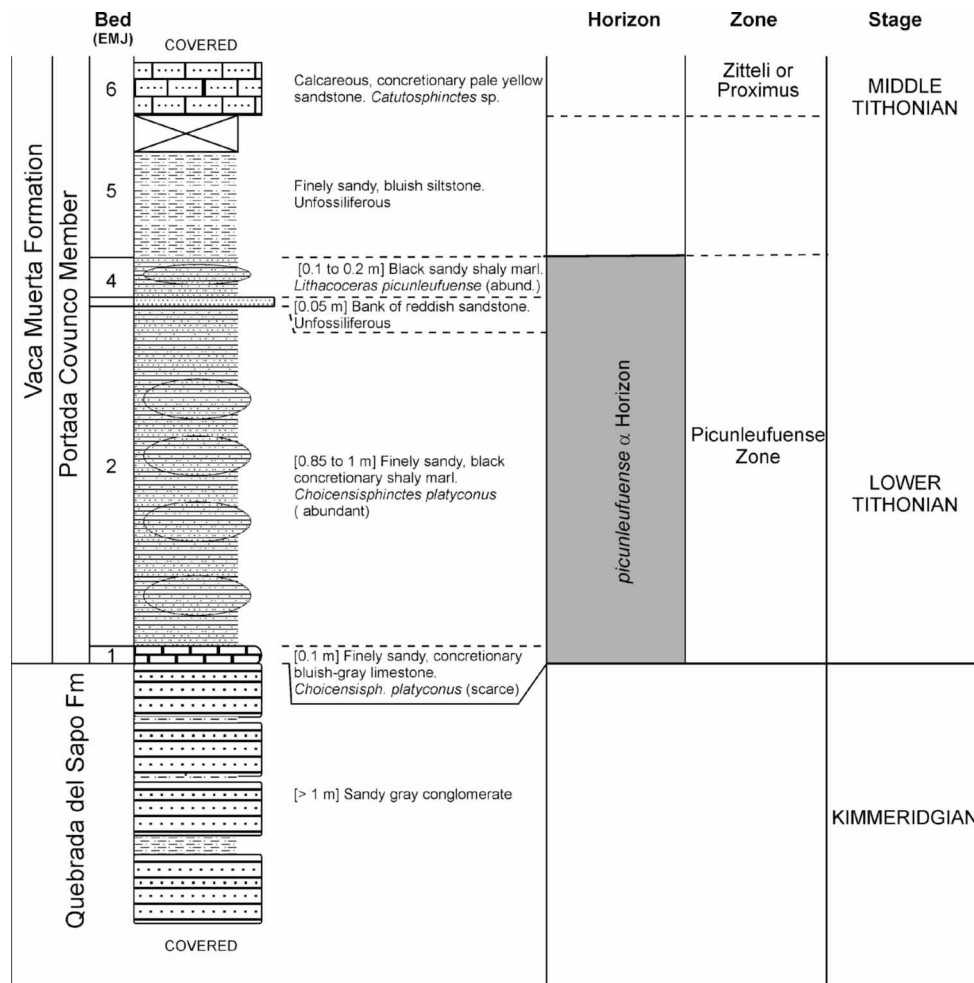 Bed
(EMJ)
Horizon
Zone
Stage
COVERED
Vaca Muerta Formation
Portada Covunco Member
Quebrada del Sapo Fm
6
Calcareous, concretionary pale yellow
sandstone. Catutosphinctes sp.
Zitteli or
Proximus
MIDDLE
TITHONIAN
5
Finely sandy, bluish siltstone.
Unfossiliferous
4
[0.1 to 0.2 m] Black sandy shaly marl.
Lithacoceras picunleufuense (abund.)
[0.05 m] Bank of reddish sandstone.
Unfossiliferous
2
[0.85 to 1 m] Finely sandy, black
concretionary shaly marl.
Choicensisphinctes platyconus
( abundant)
picunleufuense α Horizon
Picunleufuense
Zone
LOWER
TITHONIAN
1
[0.1 m] Finely sandy, concretionary
bluish-gray limestone.
Choicensisph. platyconus (scarce)
[> 1 m] Sandy gray conglomerate
KIMMERIDGIAN
COVERED